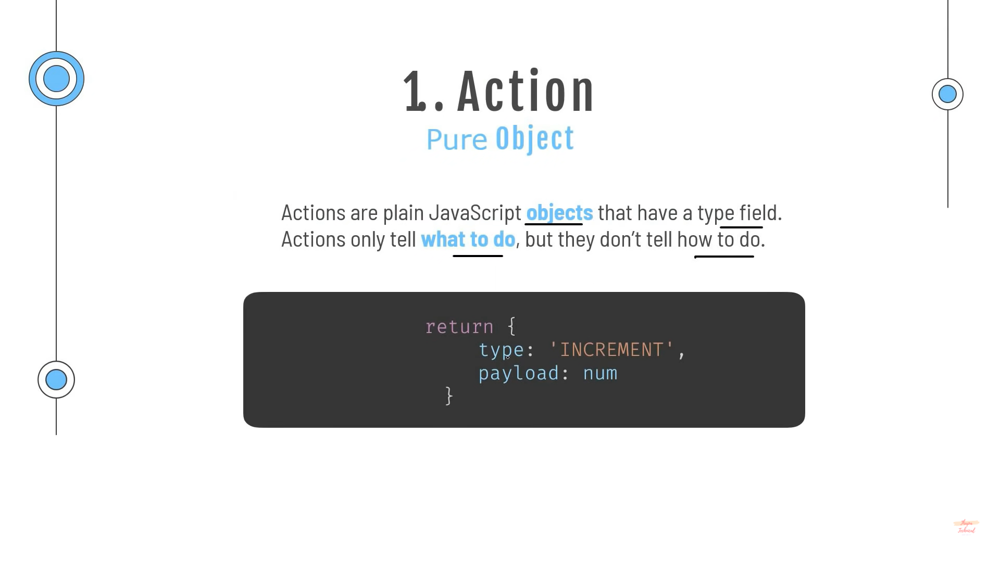 1. Action
Pure Object
Actions are plain JavaScript objects that have a type field.
Actions only tell what to do, but they don’t tell how to do.
return {
type: 'INCREMENT',
payload: num
}
Thapa
Technical